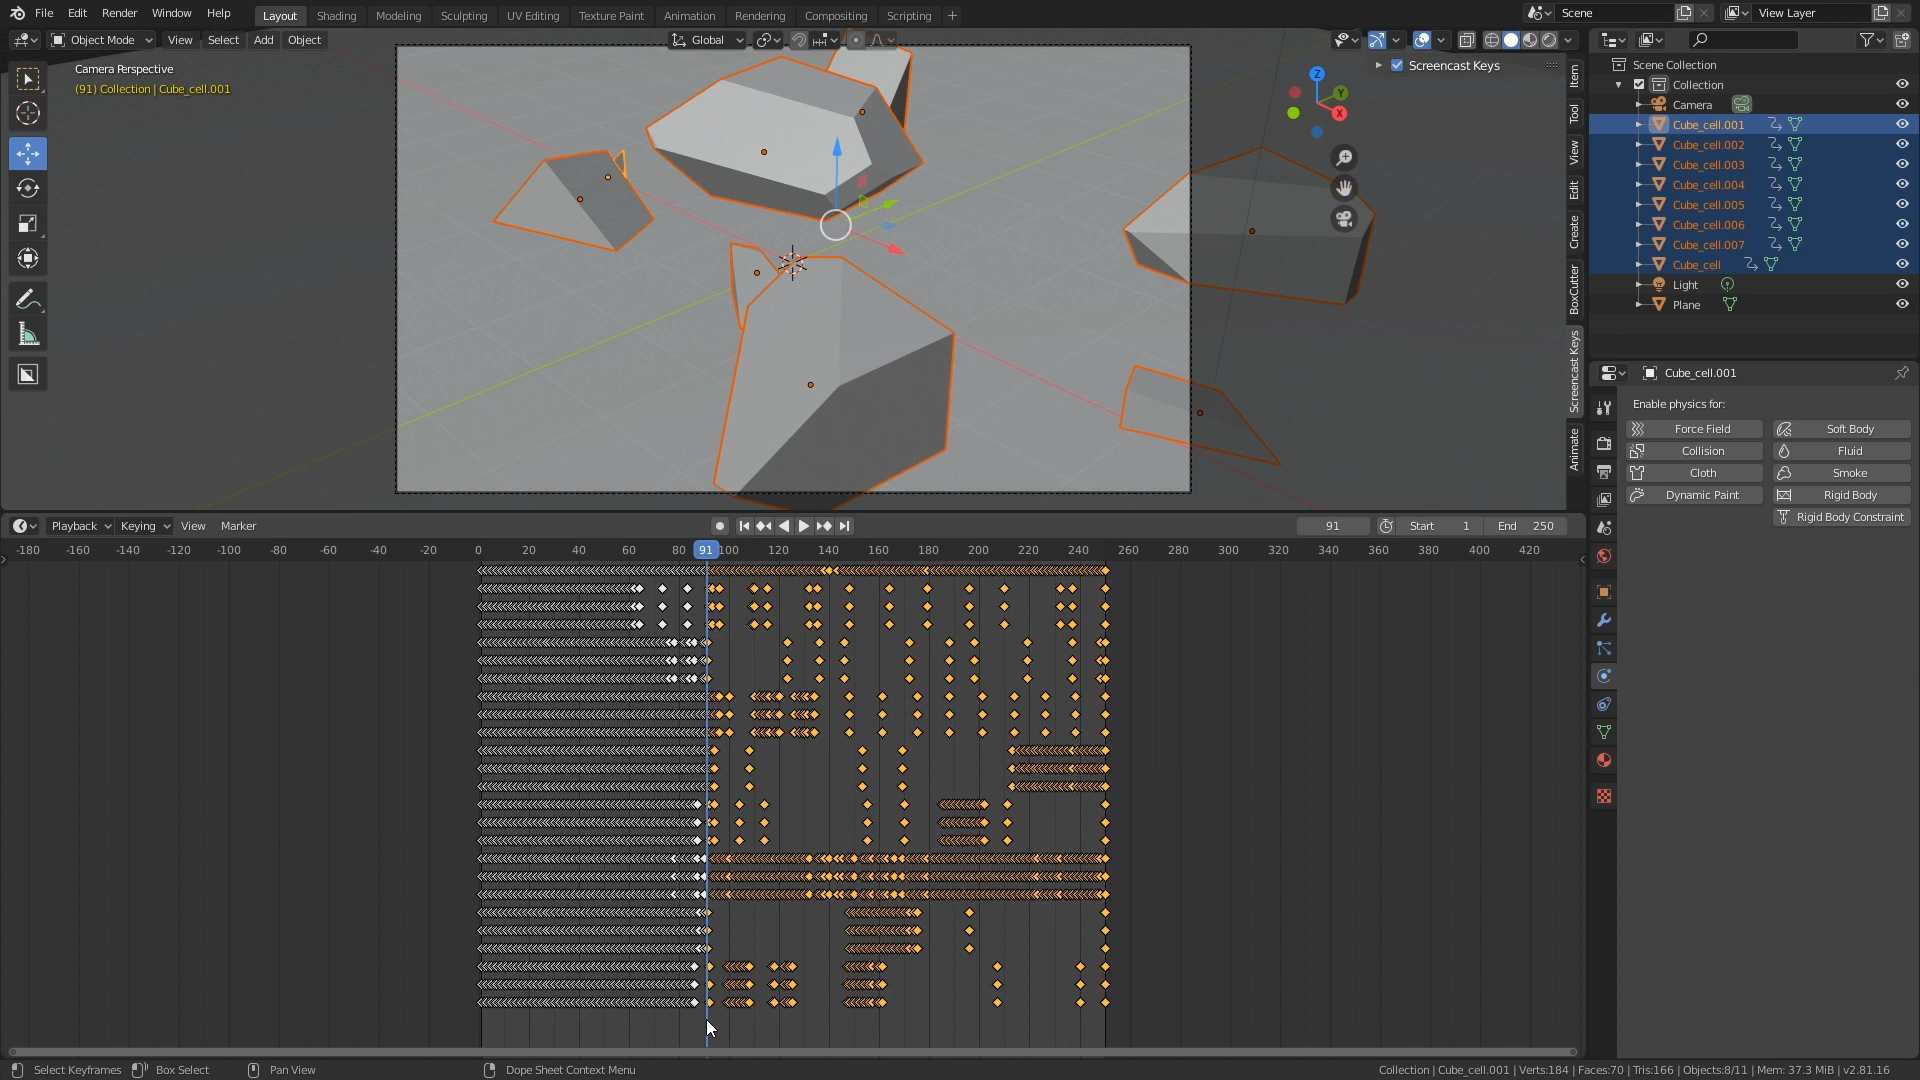 File Edit Render Window Help Layout Shading Modeling Sculpting UV Editing Texture Paint Animation Rendering Compositing Scripting + Scene View Layer
Object Mode View Select Add Object Global
Camera Perspective
(91) Collection | Cube_cell.001
Screencast Keys
Z
Y
X
Item
Tool
View
Edit
Create
BoxCutter
Screencast Keys
Animate
Scene Collection
Collection
Camera
Cube_cell.001
Cube_cell.002
Cube_cell.003
Cube_cell.004
Cube_cell.005
Cube_cell.006
Cube_cell.007
Cube_cell
Light
Plane
Cube_cell.001
Enable physics for:
Force Field Soft Body
Collision Fluid
Cloth Smoke
Dynamic Paint Rigid Body
Rigid Body Constraint
Playback Keying View Marker 91 Start 1 End 250
-180 -160 -140 -120 -100 -80 -60 -40 -20 0 20 40 60 80 91 100 120 140 160 180 200 220 240 260 280 300 320 340 360 380 400 420
Select Keyframes Box Select Pan View Dope Sheet Context Menu Collection | Cube_cell.001 | Verts:184 | Faces:70 | Tris:166 | Objects:8/11 | Mem: 37.3 MiB | v2.81.16